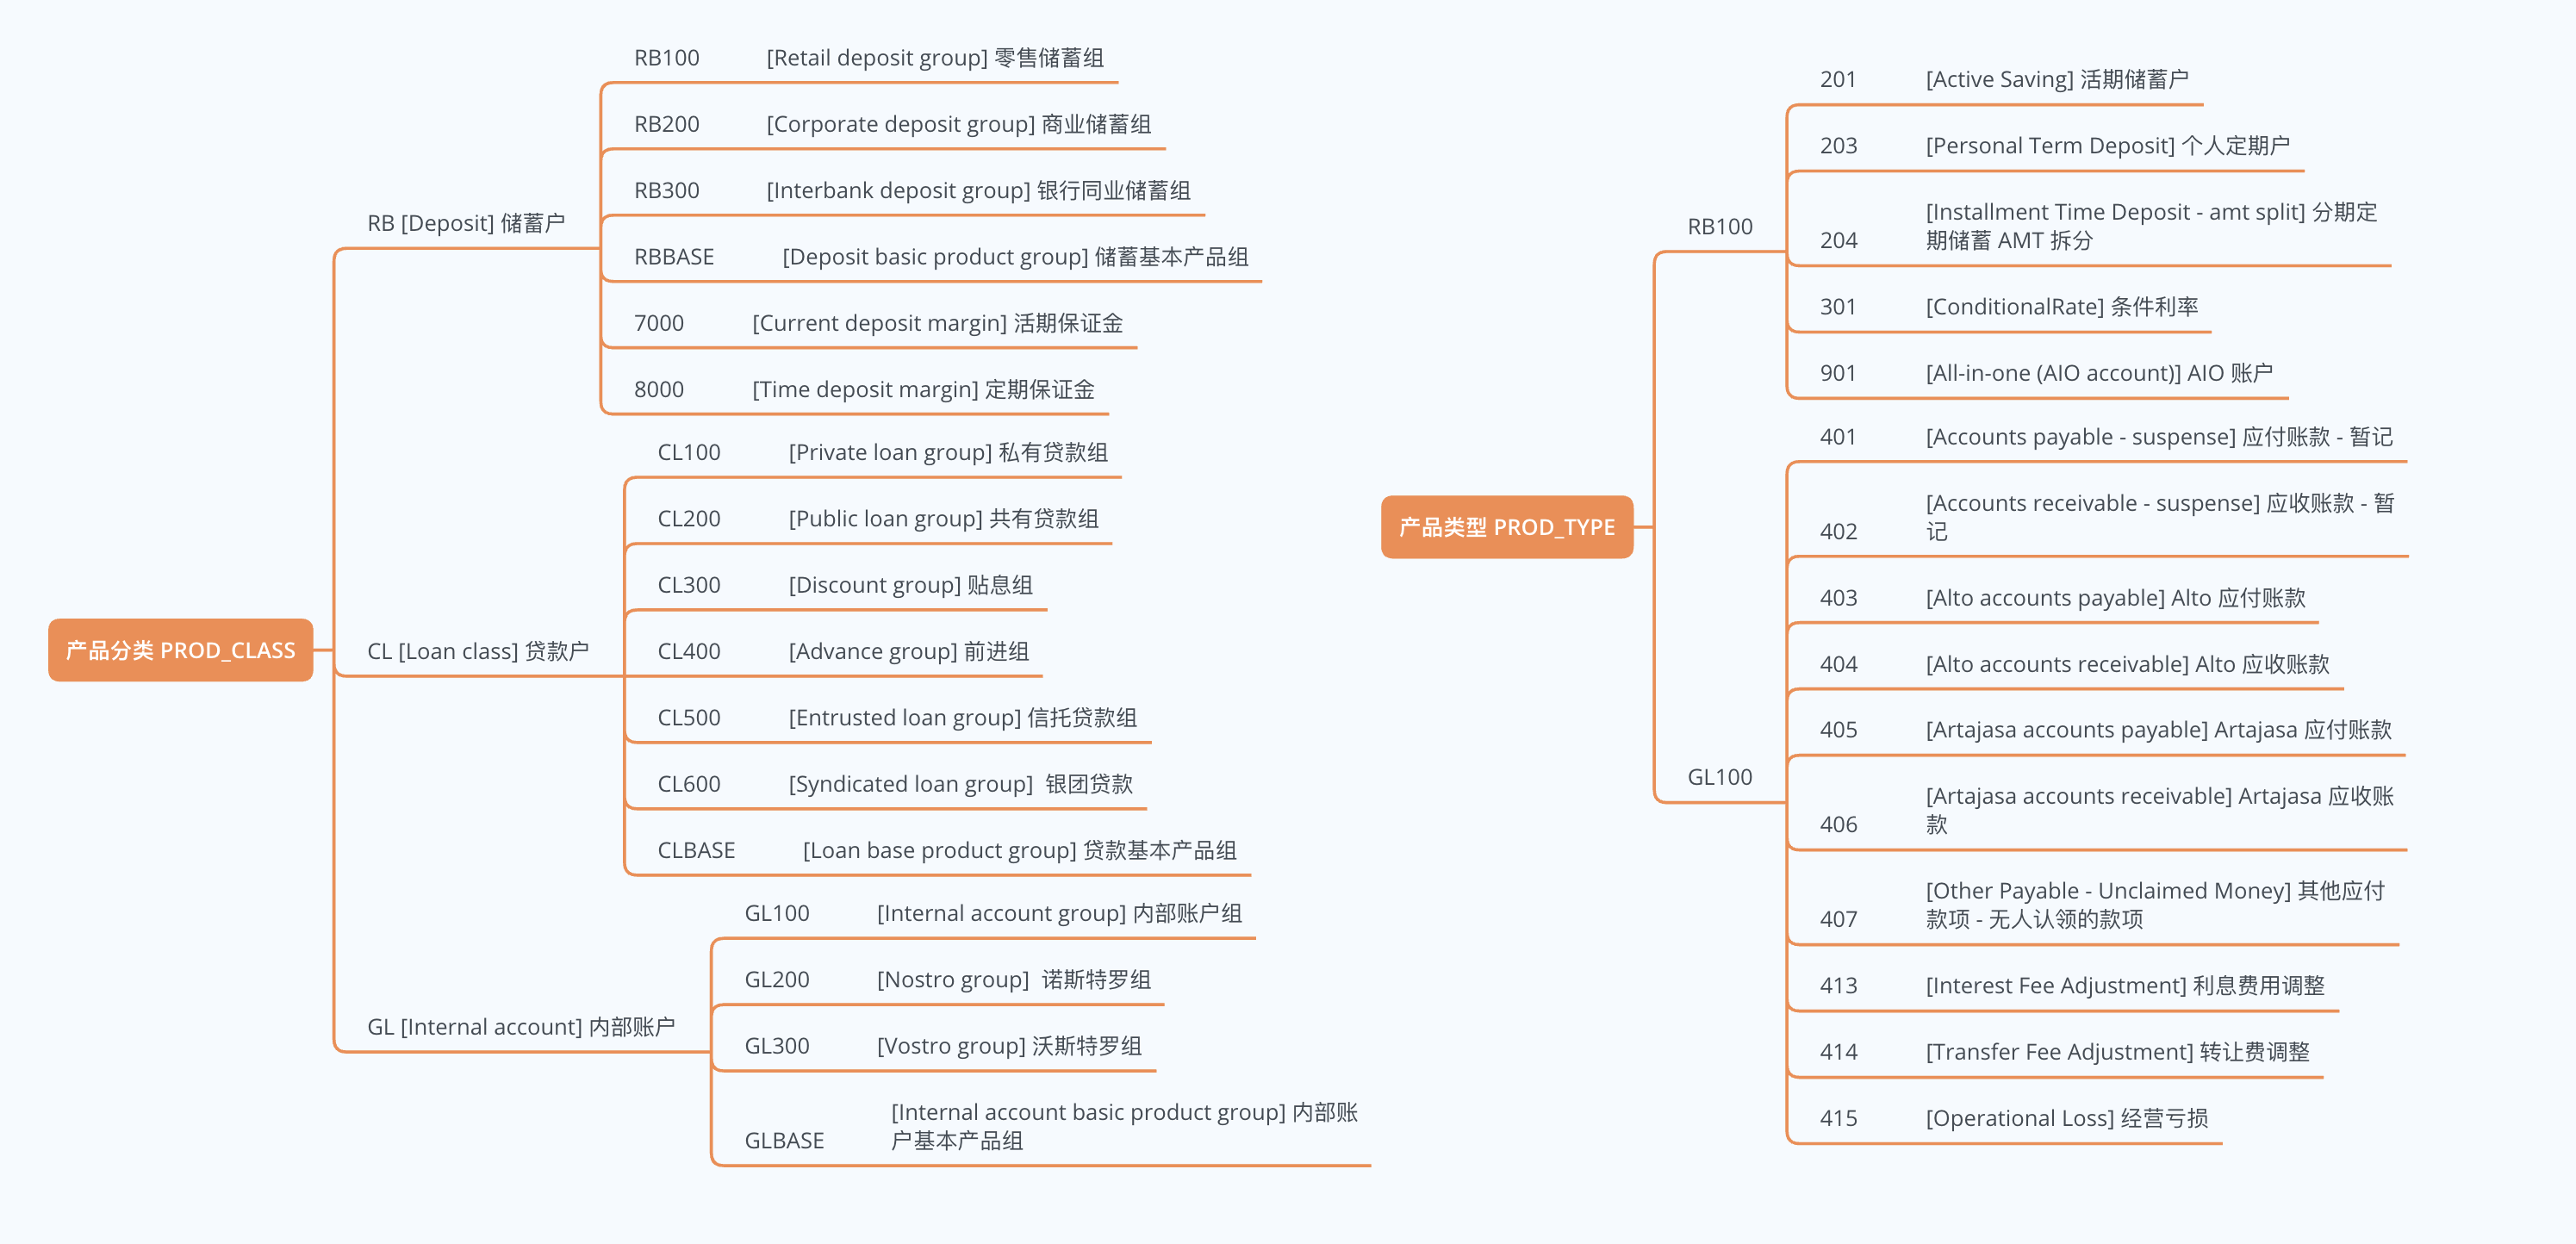 产品分类 PROD_CLASS
RB [Deposit] 储蓄户
RB100 [Retail deposit group] 零售储蓄组
RB200 [Corporate deposit group] 商业储蓄组
RB300 [Interbank deposit group] 银行同业储蓄组
RBBASE [Deposit basic product group] 储蓄基本产品组
7000 [Current deposit margin] 活期保证金
8000 [Time deposit margin] 定期保证金
CL [Loan class] 贷款户
CL100 [Private loan group] 私有贷款组
CL200 [Public loan group] 共有贷款组
CL300 [Discount group] 贴息组
CL400 [Advance group] 前进组
CL500 [Entrusted loan group] 信托贷款组
CL600 [Syndicated loan group] 银团贷款
CLBASE [Loan base product group] 贷款基本产品组
GL [Internal account] 内部账户
GL100 [Internal account group] 内部账户组
GL200 [Nostro group] 诺斯特罗组
GL300 [Vostro group] 沃斯特罗组
GLBASE [Internal account basic product group] 内部账
户基本产品组
产品类型 PROD_TYPE
RB100
201 [Active Saving] 活期储蓄户
203 [Personal Term Deposit] 个人定期户
204 [Installment Time Deposit - amt split] 分期定
期储蓄 AMT 拆分
301 [ConditionalRate] 条件利率
901 [All-in-one (AIO account)] AIO 账户
GL100
401 [Accounts payable - suspense] 应付账款 - 暂记
402 [Accounts receivable - suspense] 应收账款 - 暂
记
403 [Alto accounts payable] Alto 应付账款
404 [Alto accounts receivable] Alto 应收账款
405 [Artajasa accounts payable] Artajasa 应付账款
406 [Artajasa accounts receivable] Artajasa 应收账
款
407 [Other Payable - Unclaimed Money] 其他应付
款项 - 无人认领的款项
413 [Interest Fee Adjustment] 利息费用调整
414 [Transfer Fee Adjustment] 转让费调整
415 [Operational Loss] 经营亏损